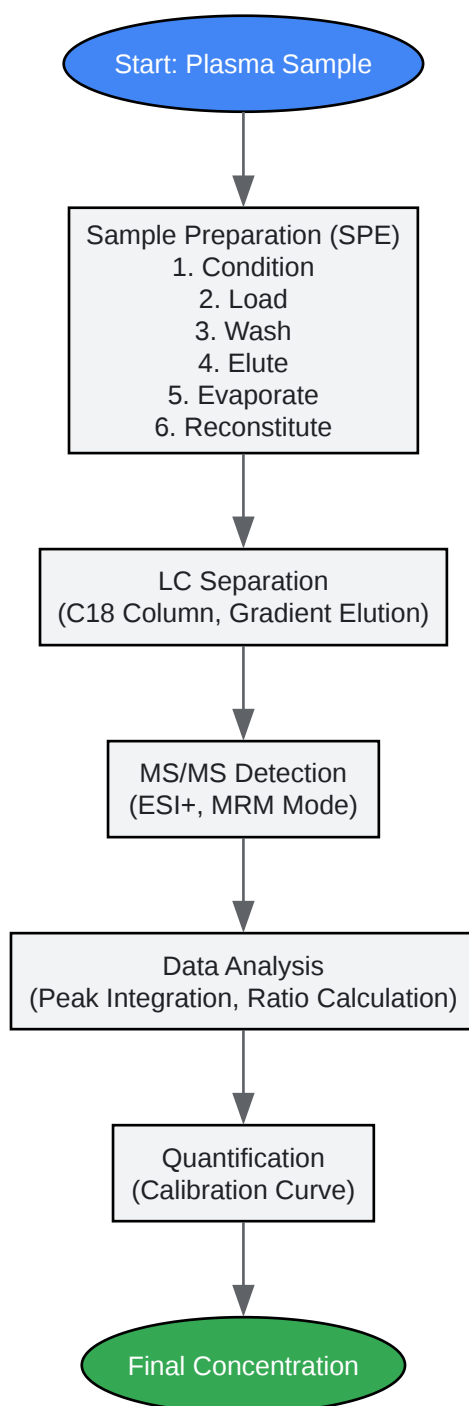 Start: Plasma Sample
Sample Preparation (SPE)
1. Condition
2. Load
3. Wash
4. Elute
5. Evaporate
6. Reconstitute
LC Separation
(C18 Column, Gradient Elution)
MS/MS Detection
(ESI+, MRM Mode)
Data Analysis
(Peak Integration, Ratio Calculation)
Quantification
(Calibration Curve)
Final Concentration